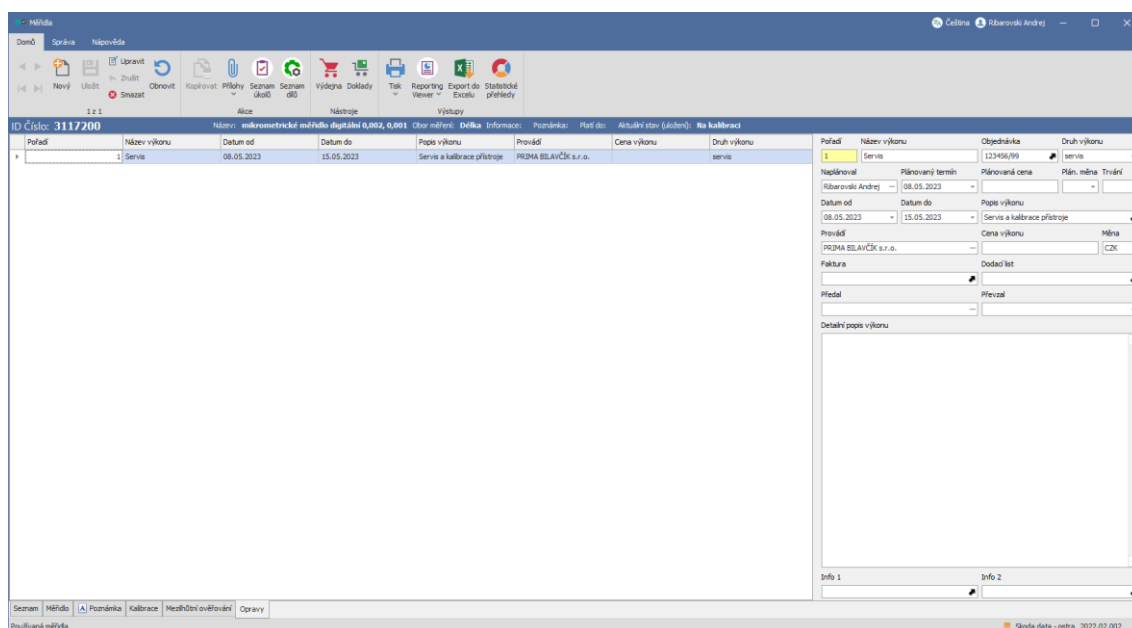 Měřidla
Čeština Ribarovski Andrej
Domů Správa Nápověda
Nový Uložit Upravit Zrušit Smazat Obnovit
1 z 1
Kopírovat Přílohy Seznam úkolů Seznam dílů
Akce
Výdejna Doklady
Nástroje
Tisk Reporting Viewer Export do Excelu Statistické přehledy
Výstupy
ID Číslo: 3117200 Název: mikrometrické měřidlo digitální 0,002, 0,001 Obor měření: Délka Informace: Poznámka: Platí do: Aktuální stav (uložení): Na kalibraci
Pořadí Název výkonu Datum od Datum do Popis výkonu Provádí Cena výkonu Druh výkonu
1 Servis 08.05.2023 15.05.2023 Servis a kalibrace přístroje PRIMA BILAVČÍK s.r.o. servis
Pořadí Název výkonu Objednávka Druh výkonu
1 Servis 123456/99 servis
Naplánoval Plánovaný termín Plánovaná cena Plán. měna Trvání
Ribarovski Andrej 08.05.2023
Datum od Datum do Popis výkonu
08.05.2023 15.05.2023 Servis a kalibrace přístroje
Provádí Cena výkonu Měna
PRIMA BILAVČÍK s.r.o. CZK
Faktura Dodací list
Předal Převzal
Detailní popis výkonu
Info 1 Info 2
Seznam Měřidlo A Poznámka Kalibrace Mezilhůtní ověřování Opravy
Používaná měřidla Skoda data - ostra 2022.02.002